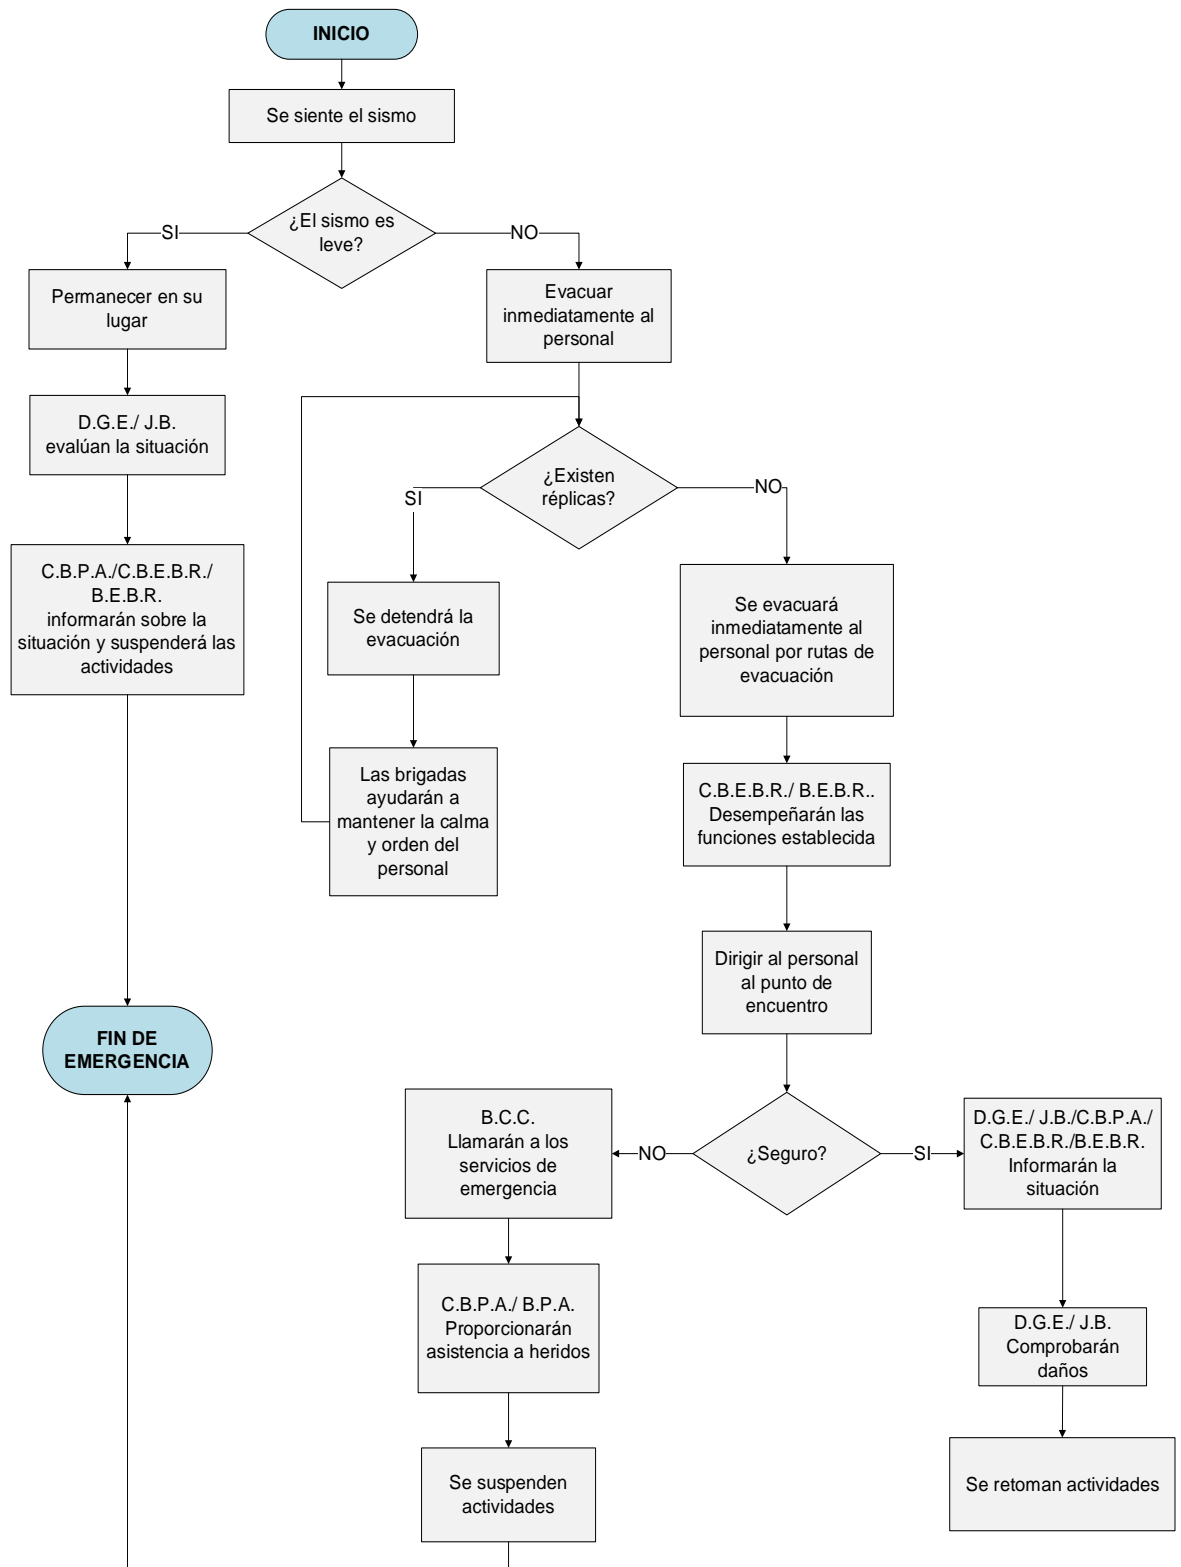 INICIO
Se siente el sismo
¿El sismo es
leve?
SI
NO
Permanecer en su
lugar
Evacuar
inmediatamente al
personal
D.G.E./ J.B.
evalúan la situación
¿Existen
réplicas?
SI
NO
C.B.P.A./C.B.E.B.R./
B.E.B.R.
informarán sobre la
situación y suspenderá las
actividades
Se detendrá la
evacuación
Se evacuará
inmediatamente al
personal por rutas de
evacuación
Las brigadas
ayudarán a
mantener la calma
y orden del
personal
C.B.E.B.R./ B.E.B.R..
Desempeñarán las
funciones establecida
Dirigir al personal
al punto de
encuentro
FIN DE
EMERGENCIA
B.C.C.
Llamarán a los
servicios de
emergencia
NO
¿Seguro?
SI
D.G.E./ J.B./C.B.P.A./
C.B.E.B.R./B.E.B.R.
Informarán la
situación
C.B.P.A./ B.P.A.
Proporcionarán
asistencia a heridos
D.G.E./ J.B.
Comprobarán
daños
Se suspenden
actividades
Se retoman actividades